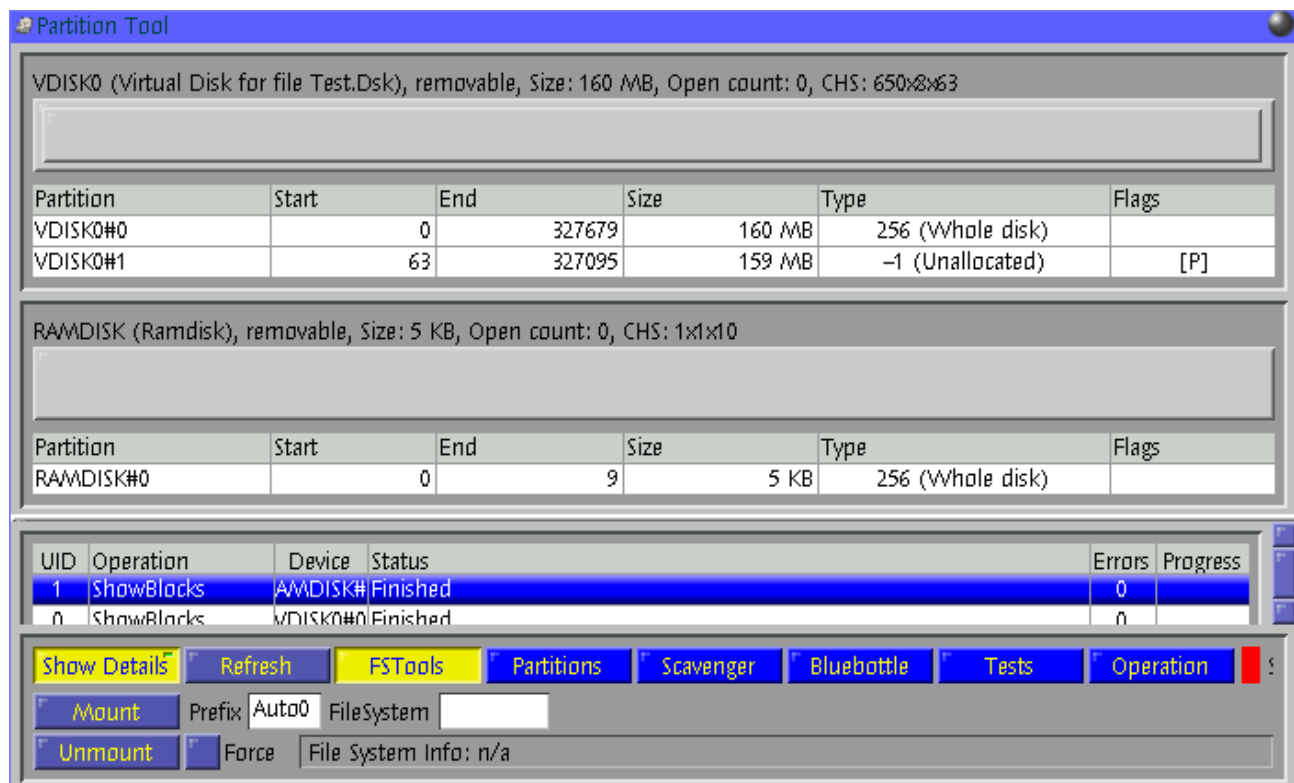 Partition Tool
VDISK0 (Virtual Disk for file Test.Dsk), removable, Size: 160 MB, Open count: 0, CHS: 650x8x63
Partition Start End Size Type Flags
VDISK0#0 0 327679 160 MB 256 (Whole disk)
VDISK0#1 63 327095 159 MB -1 (Unallocated) [P]
RAMDISK (Ramdisk), removable, Size: 5 KB, Open count: 0, CHS: 1x1x10
Partition Start End Size Type Flags
RAMDISK#0 0 9 5 KB 256 (Whole disk)
UID Operation Device Status Errors Progress
1 ShowBlocks AMDISK# Finished 0
0 ShowBlocks VDISK0#0 Finished 0
Show Details Refresh FSTools Partitions Scavenger Bluebottle Tests Operation
Mount Prefix Auto0 FileSystem
Unmount Force File System Info: n/a